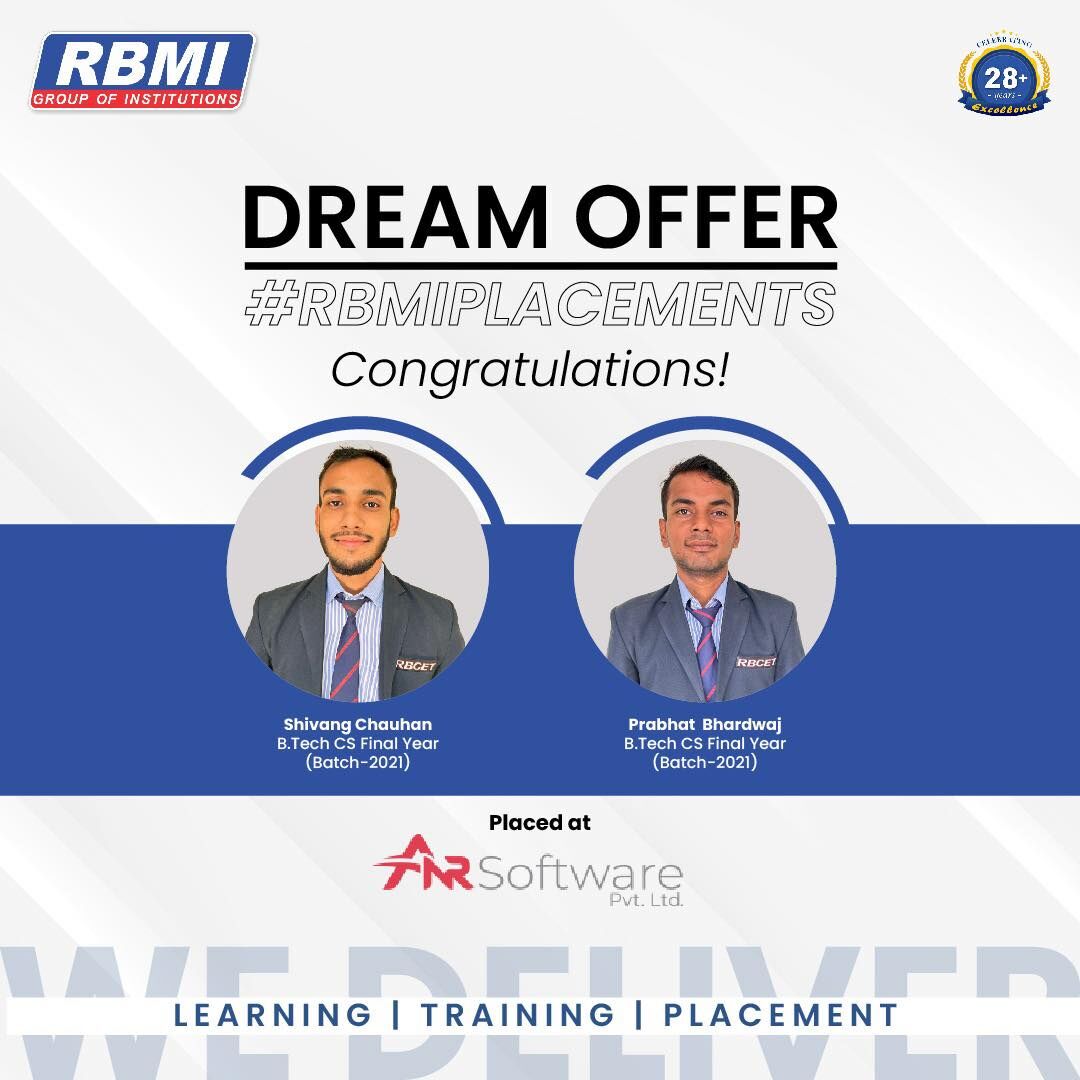 RBMI
GROUP OF INSTITUTIONS
CELEBRATING
28+
- years -
Excellence
DREAM OFFER
#RBMIPLACEMENTS
Congratulations!
RBCET
RBCET
Shivang Chauhan
B.Tech CS Final Year
(Batch-2021)
Prabhat Bhardwaj
B.Tech CS Final Year
(Batch-2021)
Placed at
ANR Software
Pvt. Ltd.
WE DELIVER
LEARNING | TRAINING | PLACEMENT